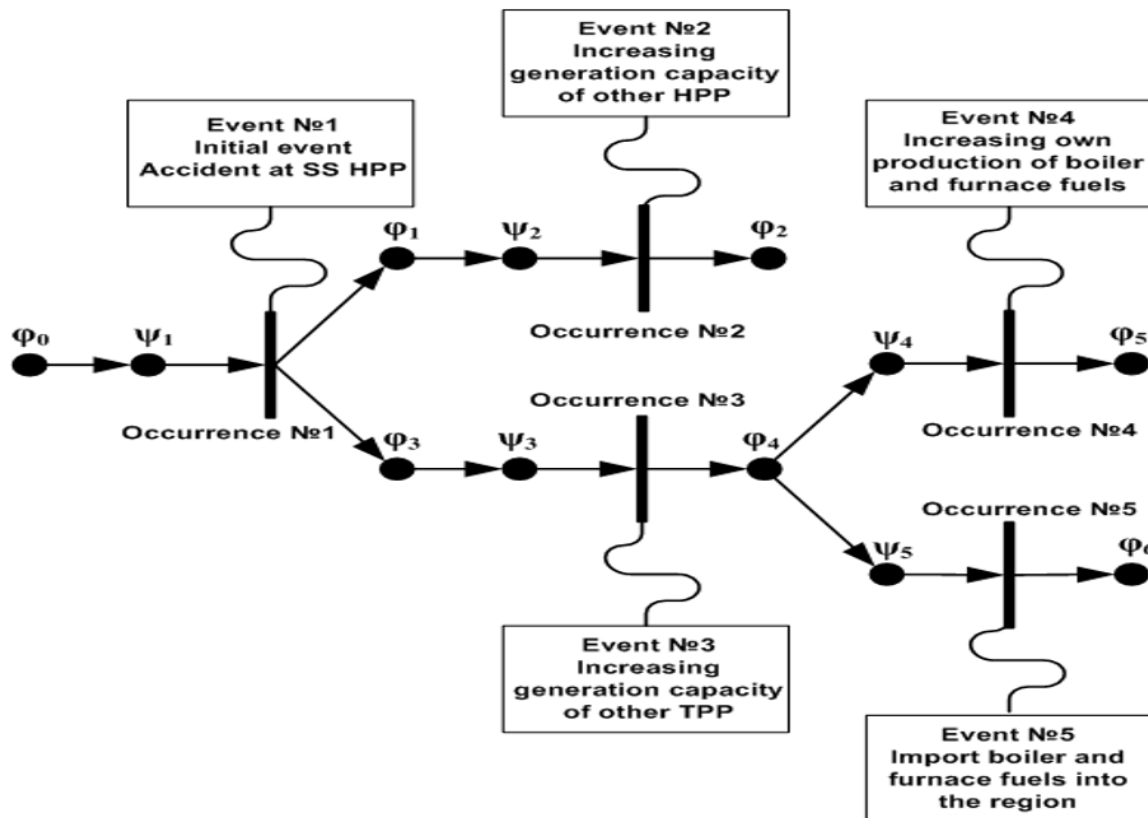 Event №2
Increasing
generation capacity
of other HPP
Event №1
Initial event
Accident at SS HPP
Event №4
Increasing own
production of boiler
and furnace fuels
φ₁
ψ₂
φ₂
Occurrence №2
φ₀
ψ₁
ψ₄
φ₅
Occurrence №1
Occurrence №3
Occurrence №4
φ₃
ψ₃
φ₄
Occurrence №5
ψ₅
φ₆
Event №3
Increasing
generation capacity
of other TPP
Event №5
Import boiler and
furnace fuels into
the region